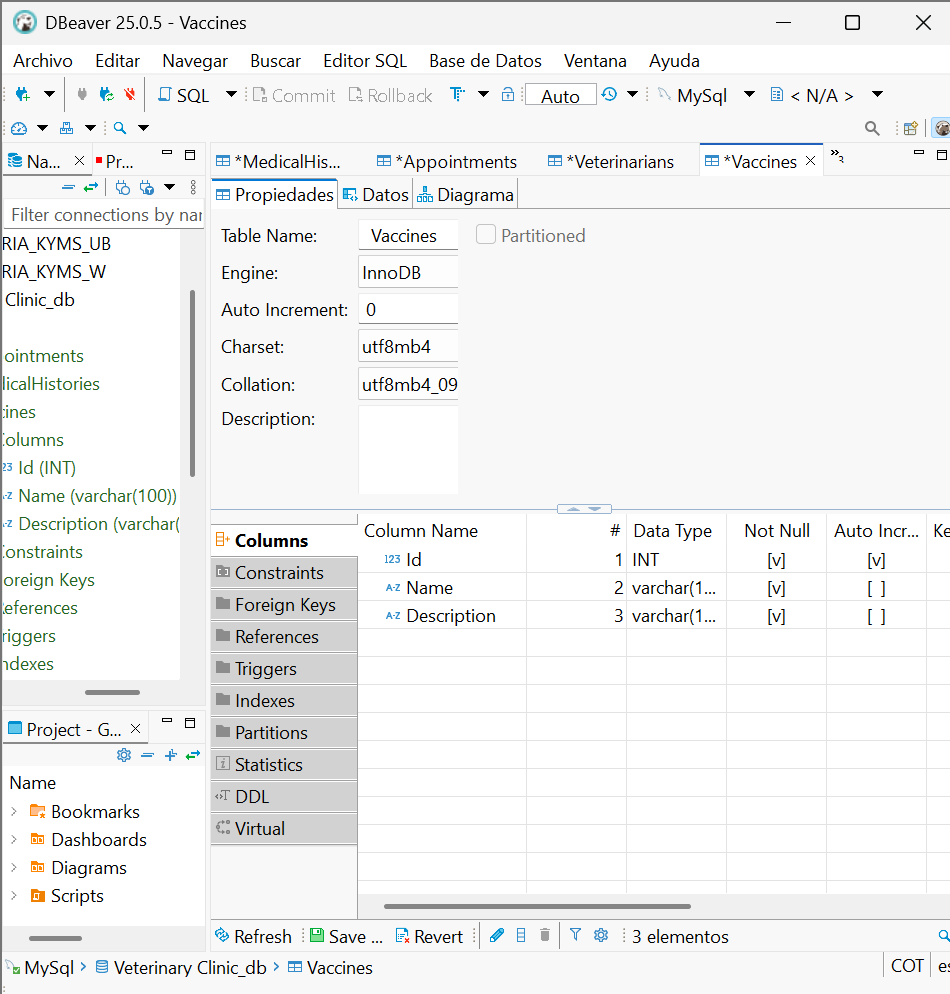 DBeaver 25.0.5 - Vaccines
Archivo Editar Navegar Buscar Editor SQL Base de Datos Ventana Ayuda
SQL Commit Rollback Auto MySql < N/A >
Na... Pr...
*MedicalHis... *Appointments *Veterinarians *Vaccines »3
Filter connections by nar
RIA_KYMS_UB
RIA_KYMS_W
Clinic_db
ointments
licalHistories
cines
Columns
23 Id (INT)
-Z Name (varchar(100))
-Z Description (varchar(
Constraints
oreign Keys
References
riggers
ndexes
Propiedades Datos Diagrama
Table Name: Vaccines Partitioned
Engine: InnoDB
Auto Increment: 0
Charset: utf8mb4
Collation: utf8mb4_09
Description:
Columns
Constraints
Foreign Keys
References
Triggers
Indexes
Partitions
Statistics
DDL
Virtual
Column Name # Data Type Not Null Auto Incr... Ke
123 Id 1 INT [v] [v]
A-Z Name 2 varchar(1... [v] [ ]
A-Z Description 3 varchar(1... [v] [ ]
Project - G...
Name
Bookmarks
Dashboards
Diagrams
Scripts
Refresh Save ... Revert 3 elementos
MySql Veterinary Clinic_db Vaccines
COT es